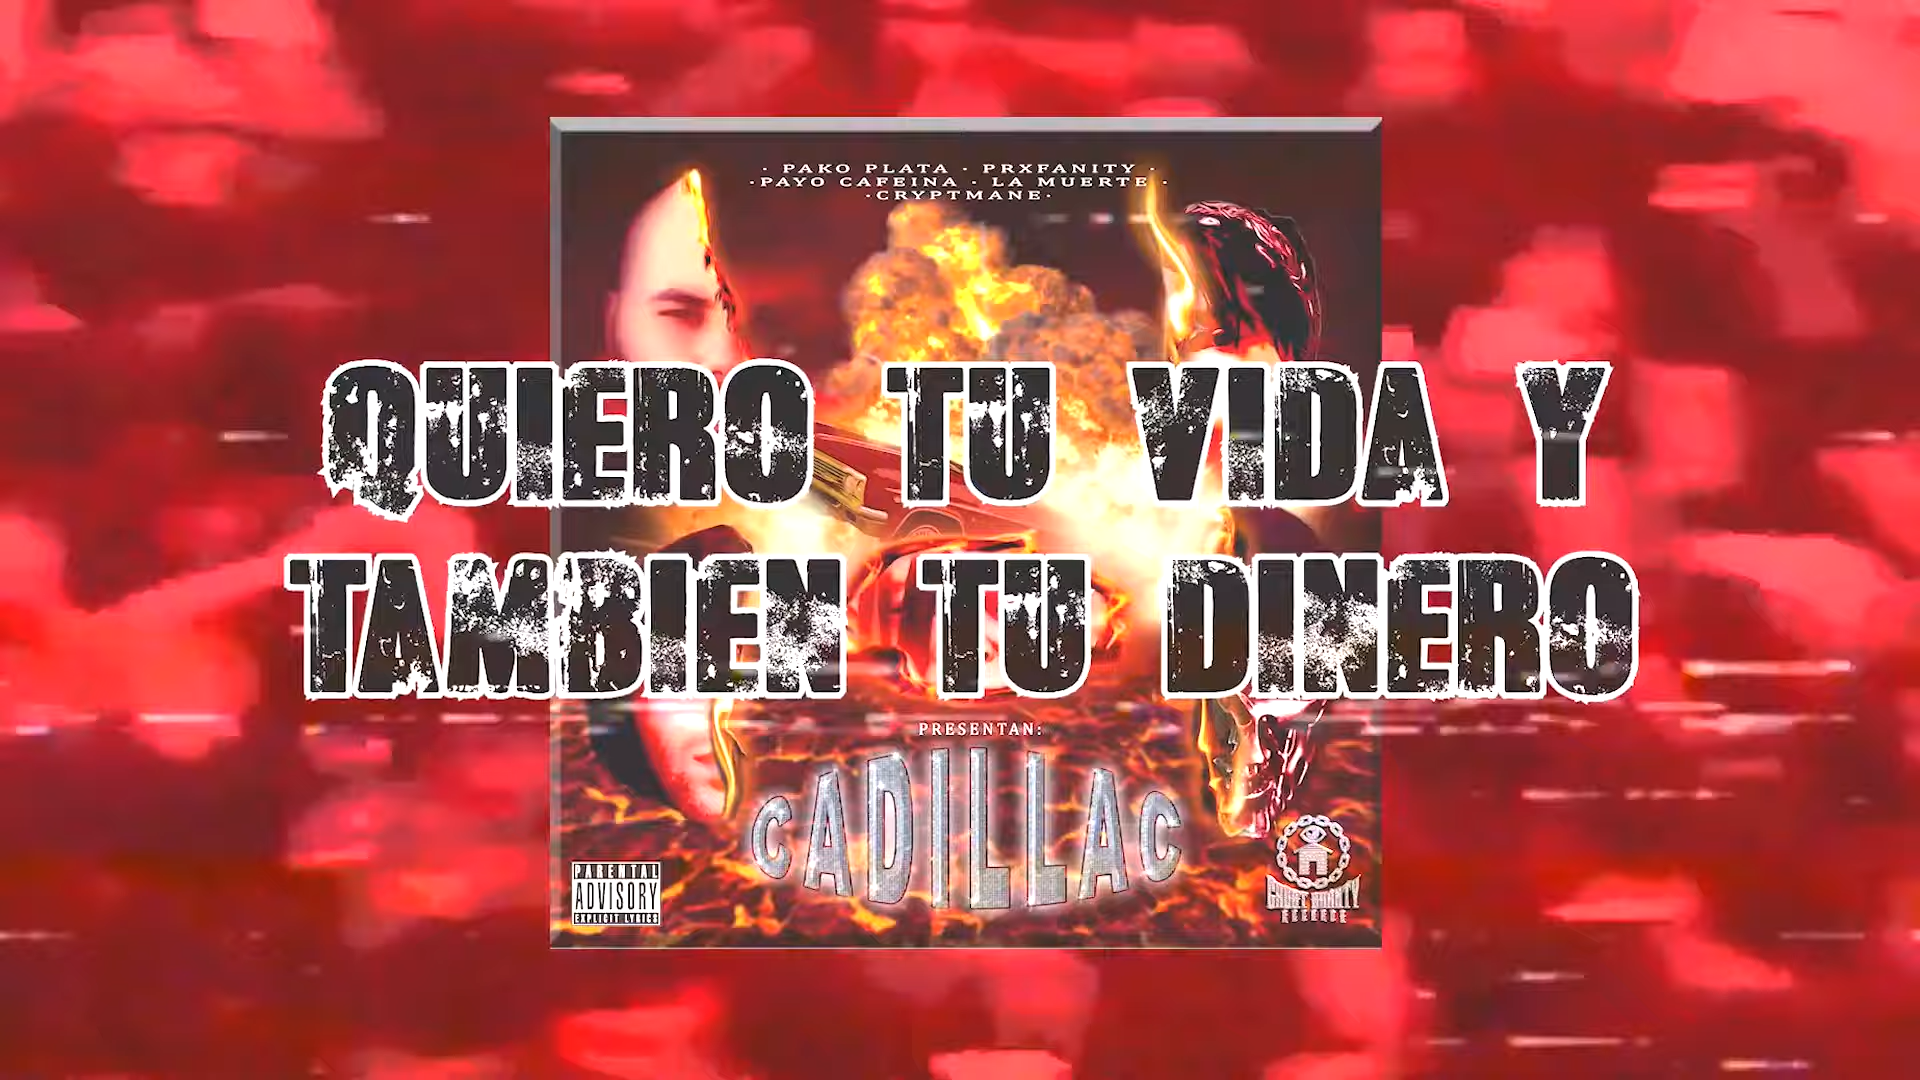 · PAKO PLATA · PRXFANITY ·
·PAYO CAFEINA · LA MUERTE ·
·CRYPTMANE·
QUIERO TU VIDA Y
TAMBIEN TU DINERO
PRESENTAN:
CADILLAC
PARENTAL
ADVISORY
EXPLICIT LYRICS